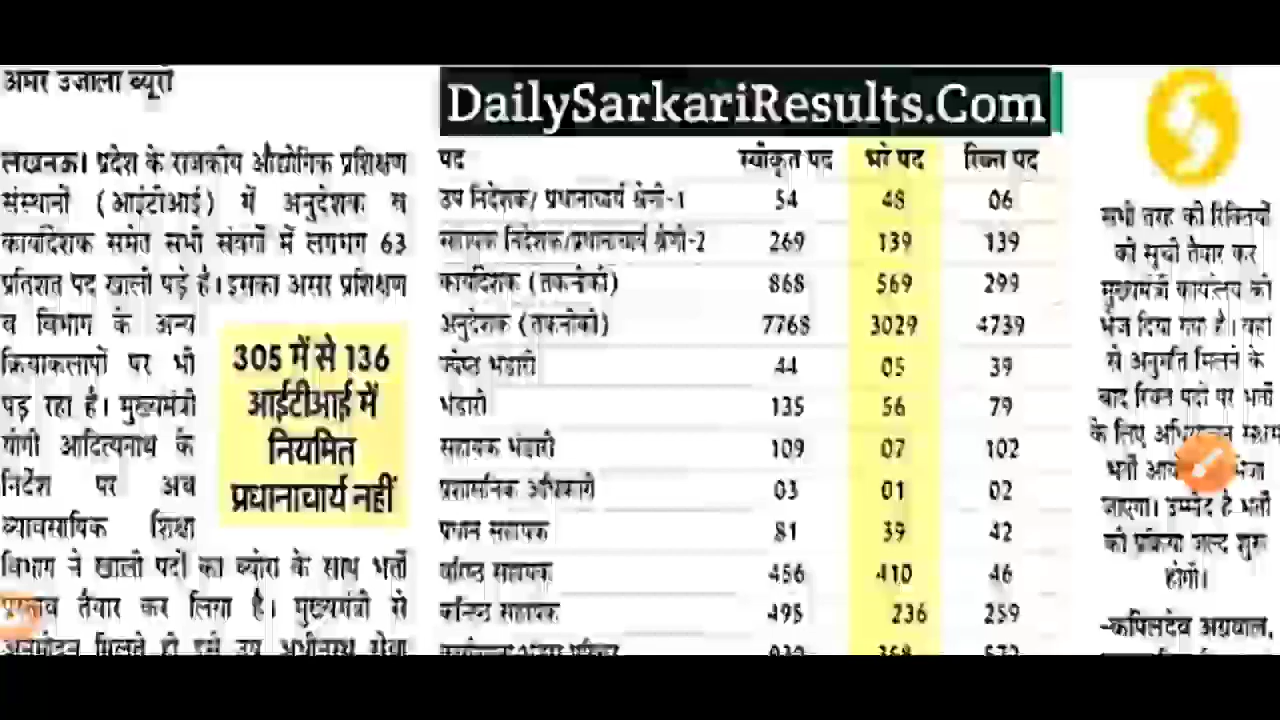 अमर उजाला ब्यूरो
लखनऊ। प्रदेश के राजकीय औद्योगिक प्रशिक्षण
संस्थानों (आईटीआई) में अनुदेशक व
कार्यदेशक समेत सभी संवर्गों में लगभग 63
प्रतिशत पद खाली पड़े है। इसका असर प्रशिक्षण
व विभाग के अन्य
क्रियाकलापों पर भी
पड़ रहा है। मुख्यमंत्री
योगी आदित्यनाथ के
निर्देश पर अब
व्यावसायिक शिक्षा
विभाग ने खाली पदों का ब्योरा के साथ भर्ती
प्रस्ताव तैयार कर लिया है। मुख्यमंत्री से
305 में से 136
आईटीआई में
नियमित
प्रधानाचार्य नहीं
DailySarkariResults.Com
पद स्वीकृत पद भरे पद रिक्त पद
उप निदेशक/ प्रधानाचार्य श्रेणी-1 54 48 06
सहायक निदेशक/प्रधानाचार्य श्रेणी-2 269 139 139
कार्यदेशक (तकनीकी) 868 569 299
अनुदेशक (तकनीकी) 7768 3029 4739
ज्येष्ठ भंडारी 44 05 39
भंडारी 135 56 79
सहायक भंडारी 109 07 102
प्रशासनिक अधिकारी 03 01 02
प्रधान सहायक 81 39 42
वरिष्ठ सहायक 456 410 46
कनिष्ठ सहायक 495 236 259
368 572
सभी तरह की रिक्तियों
की सूची तैयार कर
मुख्यमंत्री कार्यालय को
भेज दिया गया है। वहां
से अनुमति मिलने के
बाद रिक्त पदों पर भर्ती
के लिए
भर्ती
जाएगा। उम्मेद है भर्ती
की प्रक्रिया जल्द शुरू
होगी।
-कपिलदेव अग्रवाल,